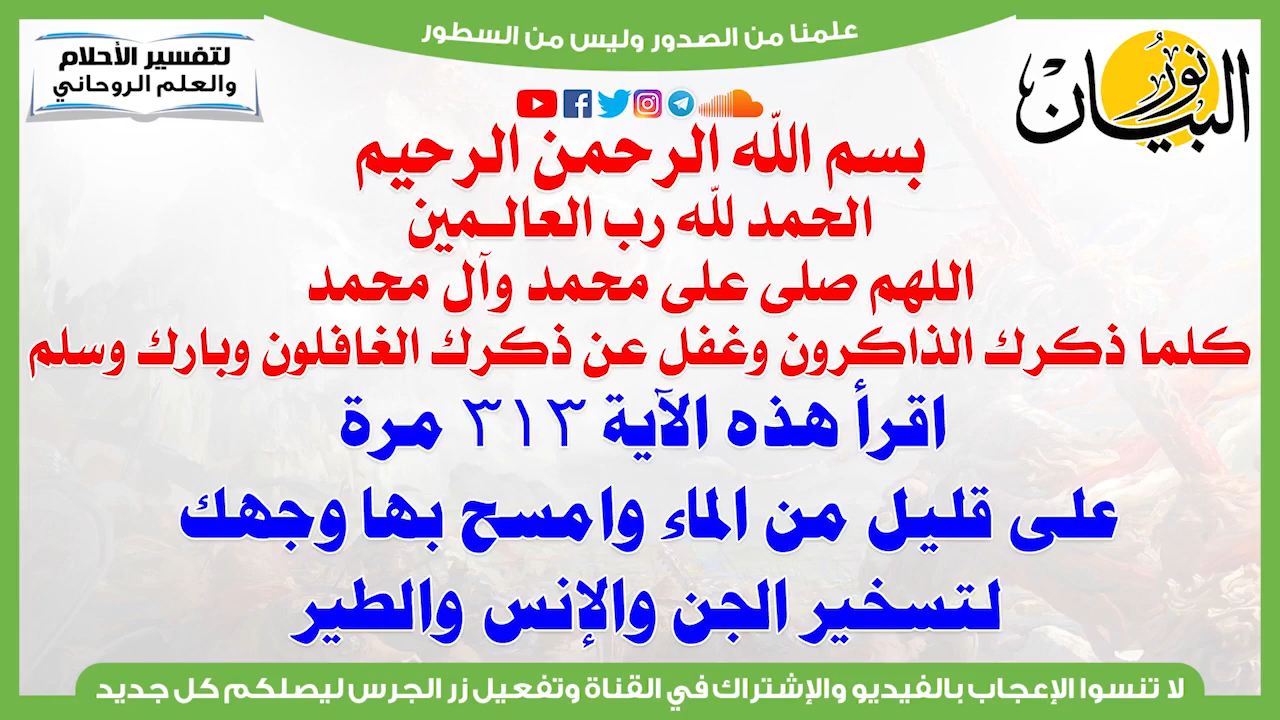 علمنا من الصدور وليس من السطور
لتفسير الأحلام
والعلم الروحاني
نور
البيان
بسم الله الرحمن الرحيم
الحمد لله رب العالـمين
اللهم صلى على محمد وآل محمد
كلما ذكرك الذاكرون وغفل عن ذكرك الغافلون وبارك وسلم
اقرأ هذه الآية ٣١٣ مرة
على قليل من الماء وامسح بها وجهك
لتسخير الجن والإنس والطير
لا تنسوا الإعجاب بالفيديو والإشتراك في القناة وتفعيل زر الجرس ليصلكم كل جديد